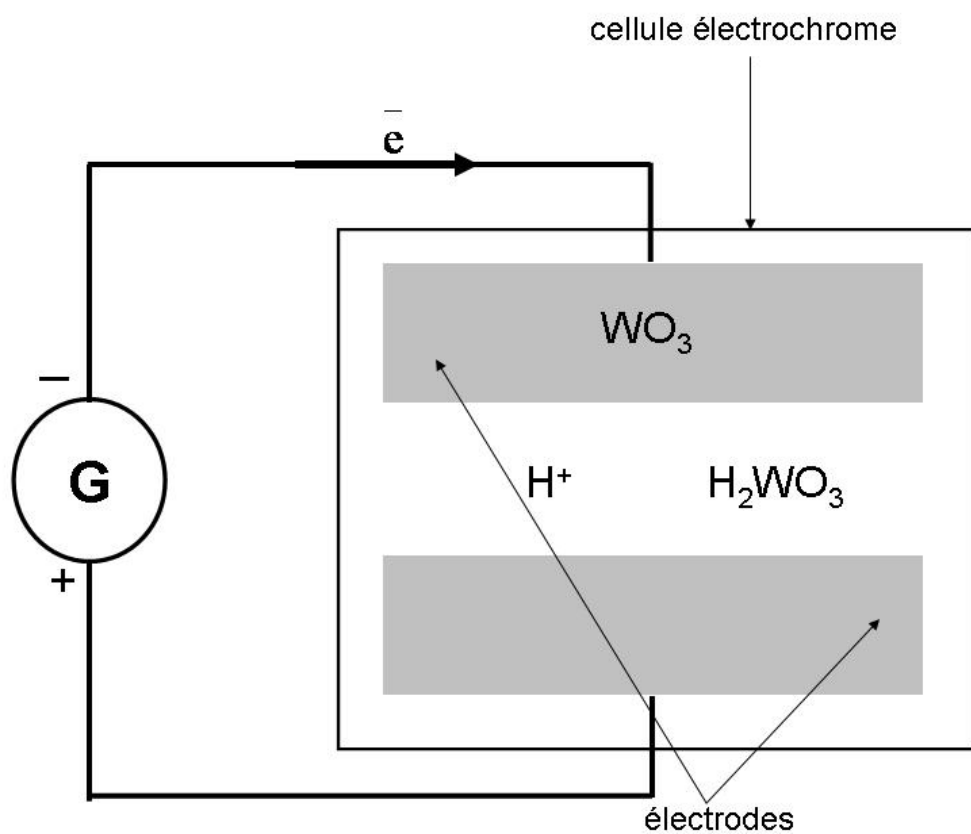 cellule électrochrome
e̅
WO₃
–
G
H⁺ H₂WO₃
+
électrodes